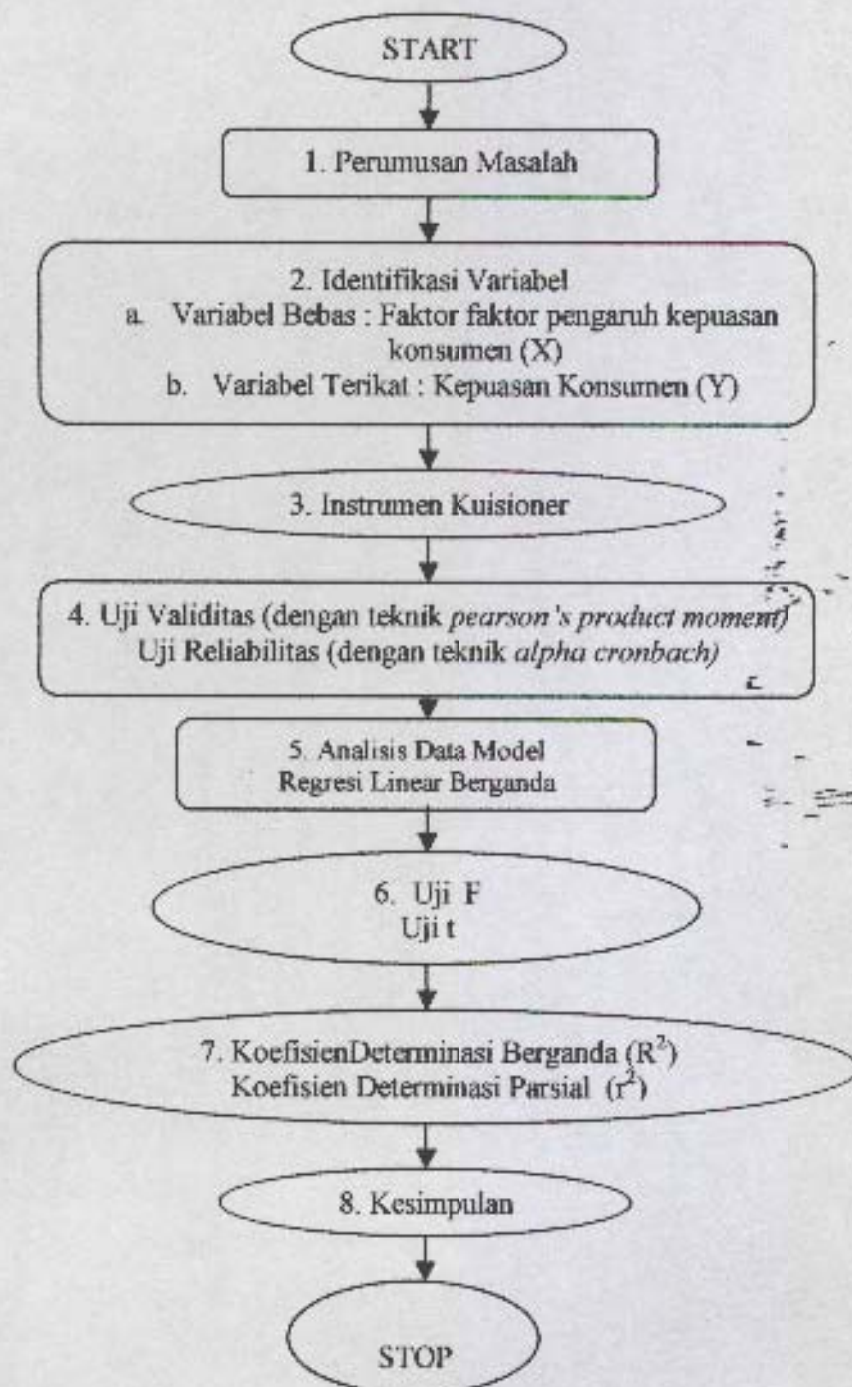 START
1. Perumusan Masalah
2. Identifikasi Variabel
a. Variabel Bebas : Faktor faktor pengaruh kepuasan
konsumen (X)
b. Variabel Terikat : Kepuasan Konsumen (Y)
3. Instrumen Kuisioner
4. Uji Validitas (dengan teknik pearson's product moment)
Uji Reliabilitas (dengan teknik alpha cronbach)
5. Analisis Data Model
Regresi Linear Berganda
6. Uji F
Uji t
7. KoefisienDeterminasi Berganda (R²)
Koefisien Determinasi Parsial (r²)
8. Kesimpulan
STOP